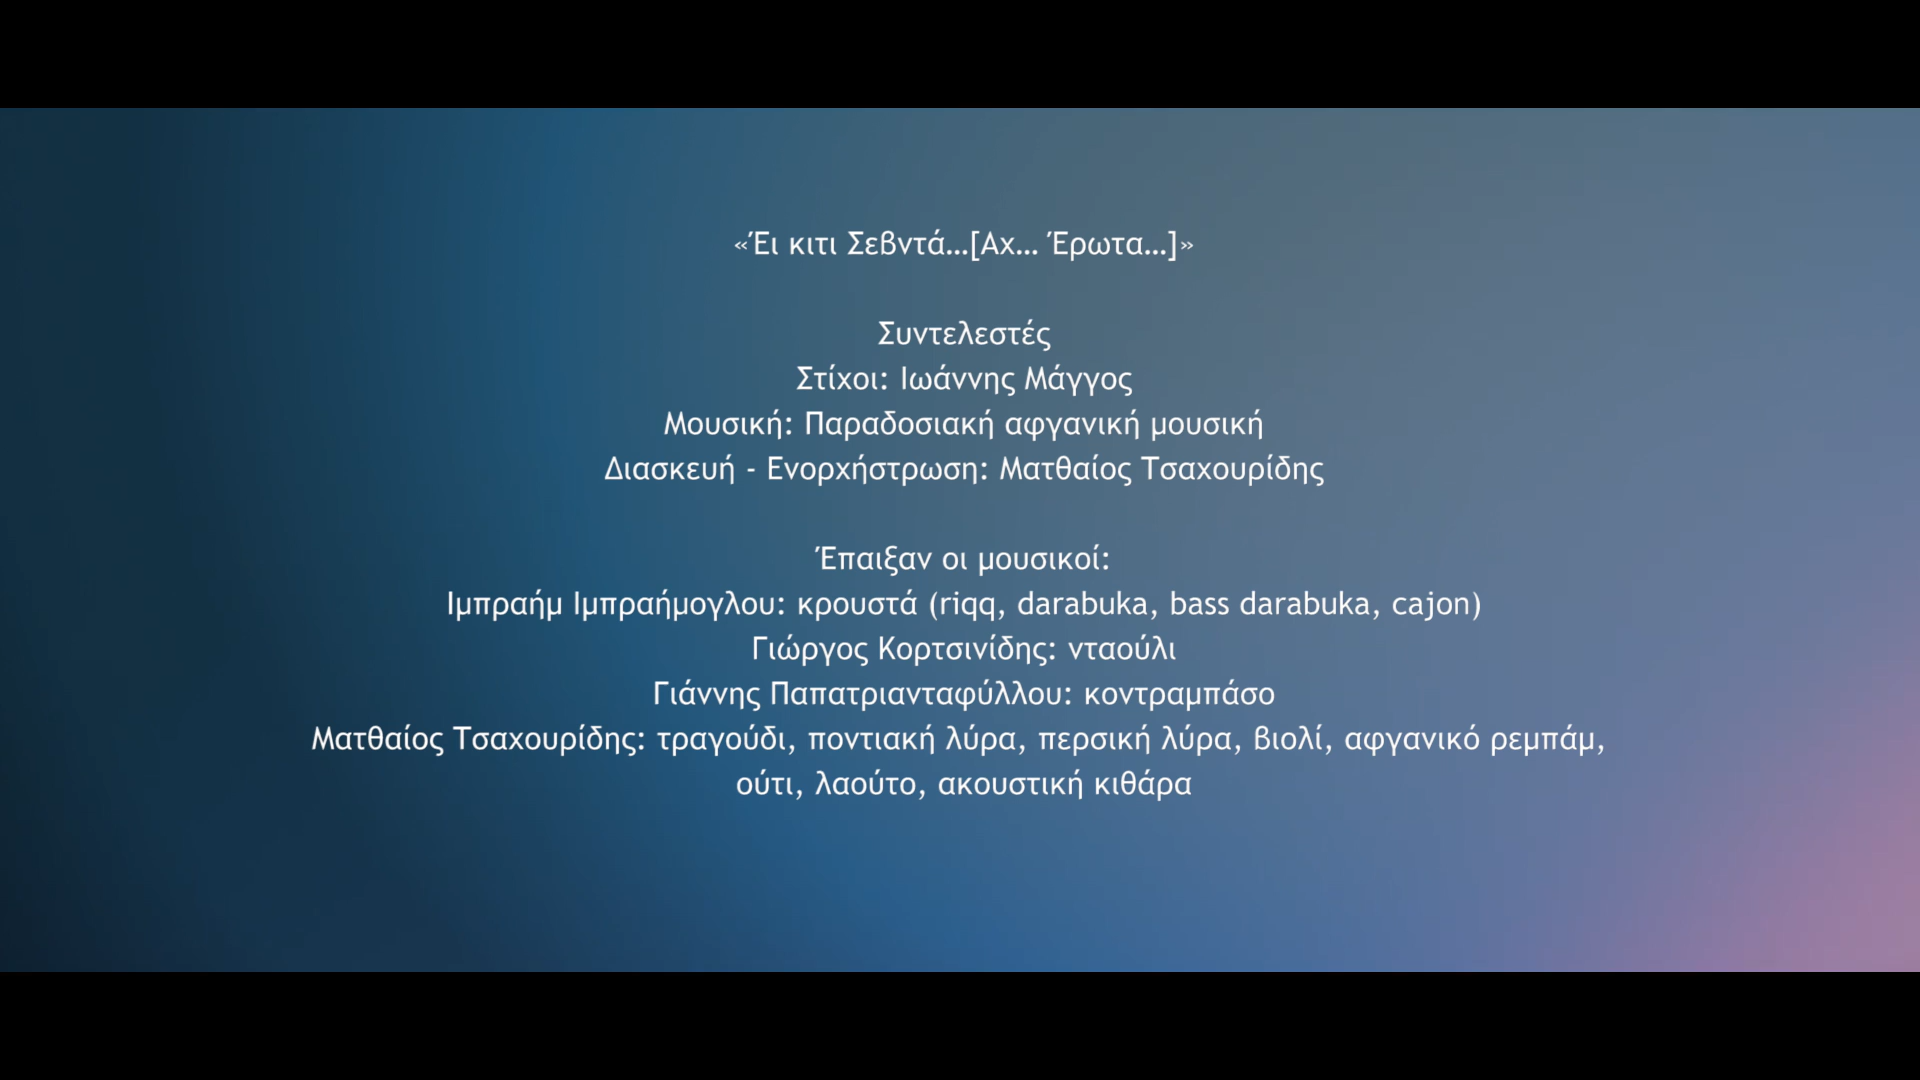 «Έι κιτι Σεβντά...[Αχ... Έρωτα...]»
Συντελεστές
Στίχοι: Ιωάννης Μάγγος
Μουσική: Παραδοσιακή αφγανική μουσική
Διασκευή - Ενορχήστρωση: Ματθαίος Τσαχουρίδης
Έπαιξαν οι μουσικοί:
Ιμπραήμ Ιμπραήμογλου: κρουστά (riqq, darabuka, bass darabuka, cajon)
Γιώργος Κορτσινίδης: νταούλι
Γιάννης Παπατριανταφύλλου: κοντραμπάσο
Ματθαίος Τσαχουρίδης: τραγούδι, ποντιακή λύρα, περσική λύρα, βιολί, αφγανικό ρεμπάμ,
ούτι, λαούτο, ακουστική κιθάρα